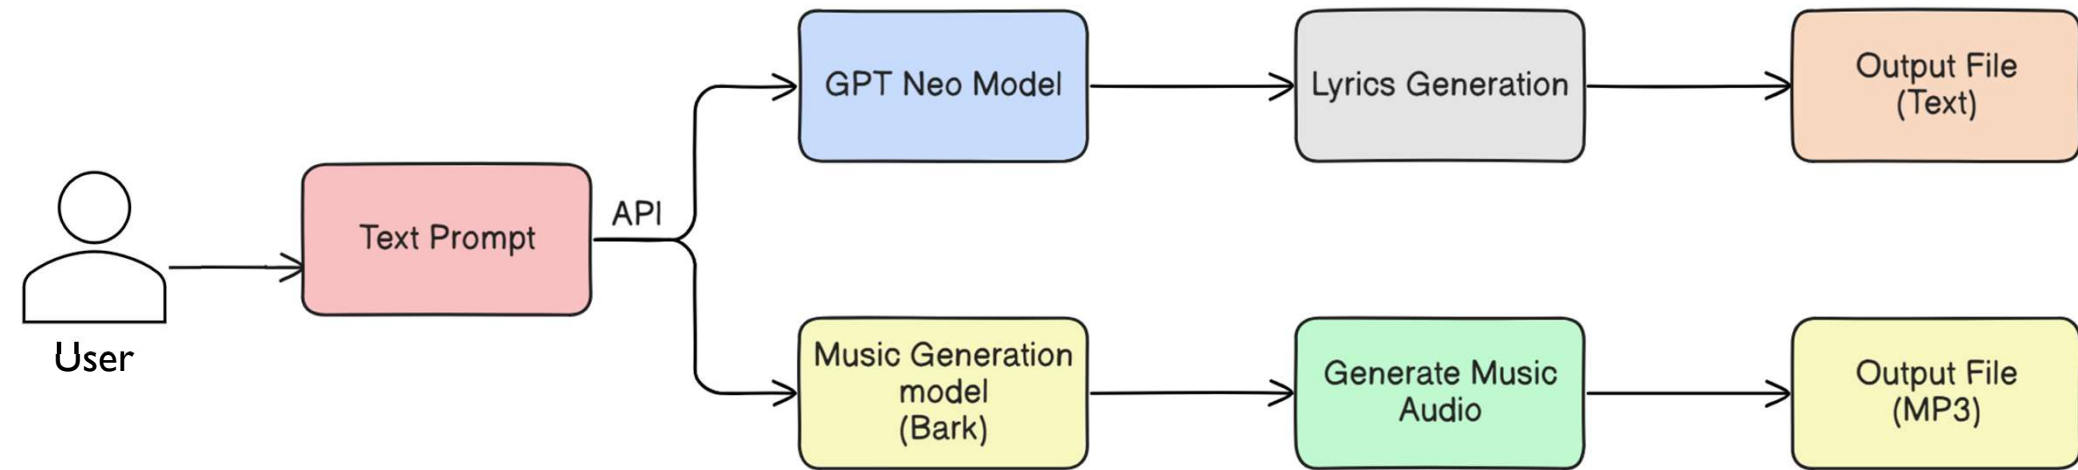 User
Text Prompt
API
GPT Neo Model
Lyrics Generation
Output File
(Text)
Music Generation
model
(Bark)
Generate Music
Audio
Output File
(MP3)